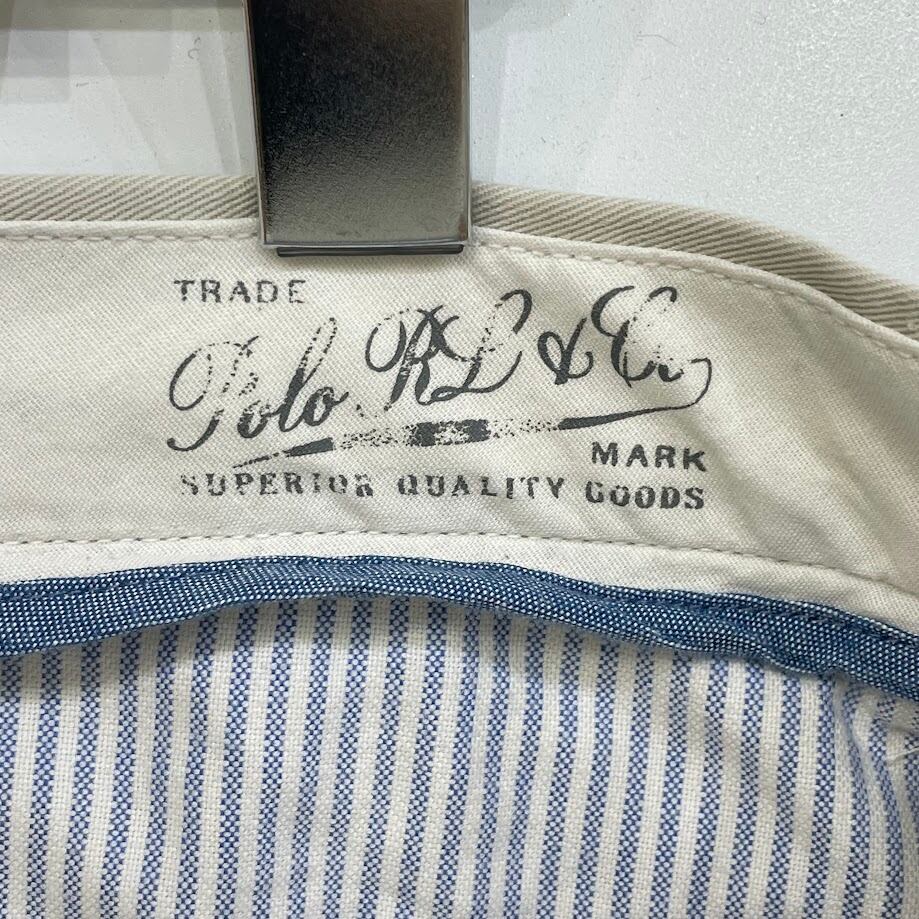 TRADE
Polo RL & Co.
MARK
SUPERIOR QUALITY GOODS